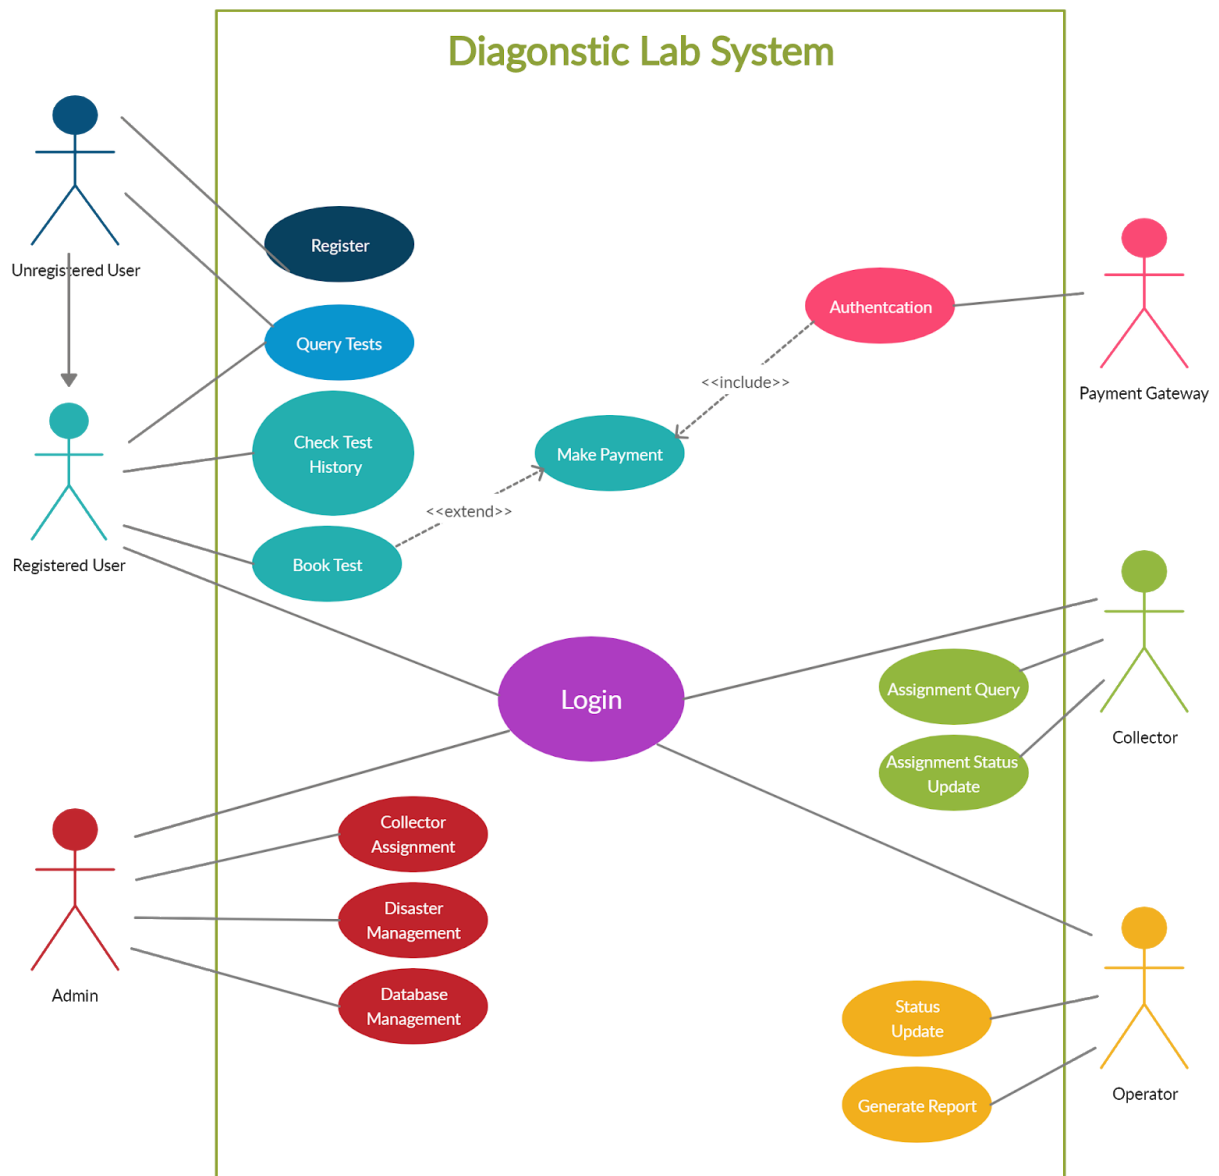 Diagonstic Lab System
Unregistered User
Register
Query Tests
Authentcation
<<include>>
Payment Gateway
Check Test
History
Make Payment
<<extend>>
Registered User
Book Test
Login
Assignment Query
Collector
Assignment Status
Update
Collector
Assignment
Disaster
Management
Admin
Database
Management
Status
Update
Generate Report
Operator